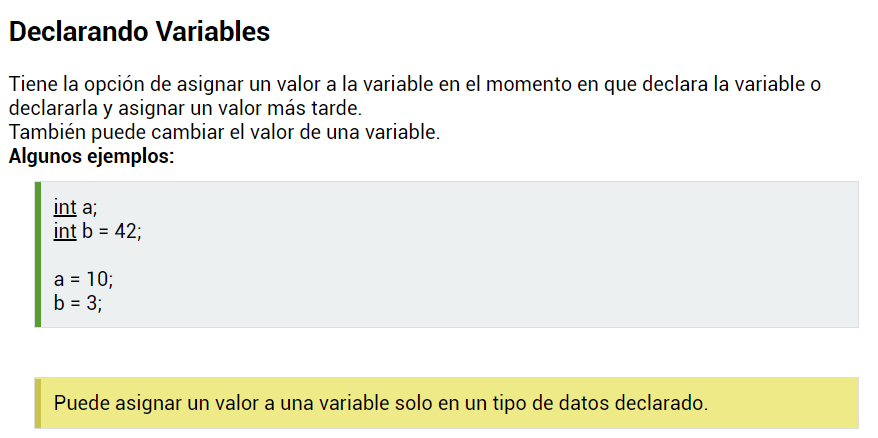 Declarando Variables
Tiene la opción de asignar un valor a la variable en el momento en que declara la variable o
declararla y asignar un valor más tarde.
También puede cambiar el valor de una variable.
Algunos ejemplos:
int a;
int b = 42;
a = 10;
b = 3;
Puede asignar un valor a una variable solo en un tipo de datos declarado.